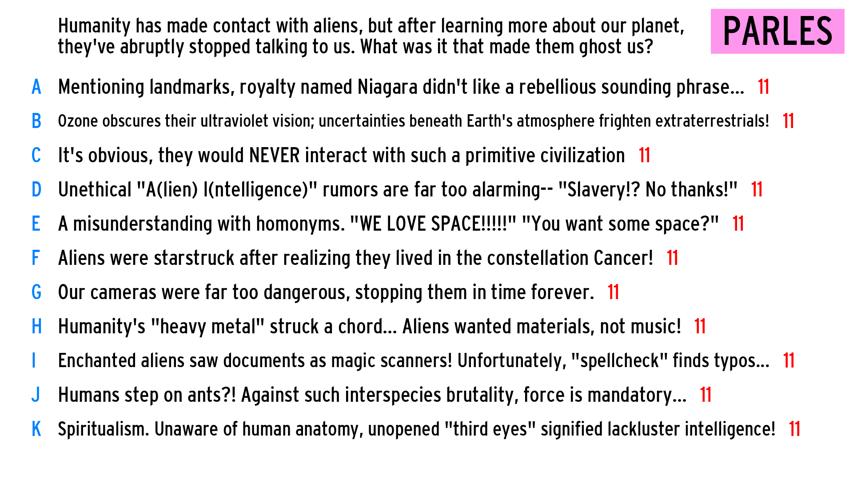 Humanity has made contact with aliens, but after learning more about our planet,
they've abruptly stopped talking to us. What was it that made them ghost us?
PARLES
A Mentioning landmarks, royalty named Niagara didn't like a rebellious sounding phrase... 11
B Ozone obscures their ultraviolet vision; uncertainties beneath Earth's atmosphere frighten extraterrestrials! 11
C It's obvious, they would NEVER interact with such a primitive civilization 11
D Unethical "A(lien) I(ntelligence)" rumors are far too alarming-- "Slavery!? No thanks!" 11
E A misunderstanding with homonyms. "WE LOVE SPACE!!!!!" "You want some space?" 11
F Aliens were starstruck after realizing they lived in the constellation Cancer! 11
G Our cameras were far too dangerous, stopping them in time forever. 11
H Humanity's "heavy metal" struck a chord... Aliens wanted materials, not music! 11
I Enchanted aliens saw documents as magic scanners! Unfortunately, "spellcheck" finds typos... 11
J Humans step on ants?! Against such interspecies brutality, force is mandatory... 11
K Spiritualism. Unaware of human anatomy, unopened "third eyes" signified lackluster intelligence! 11